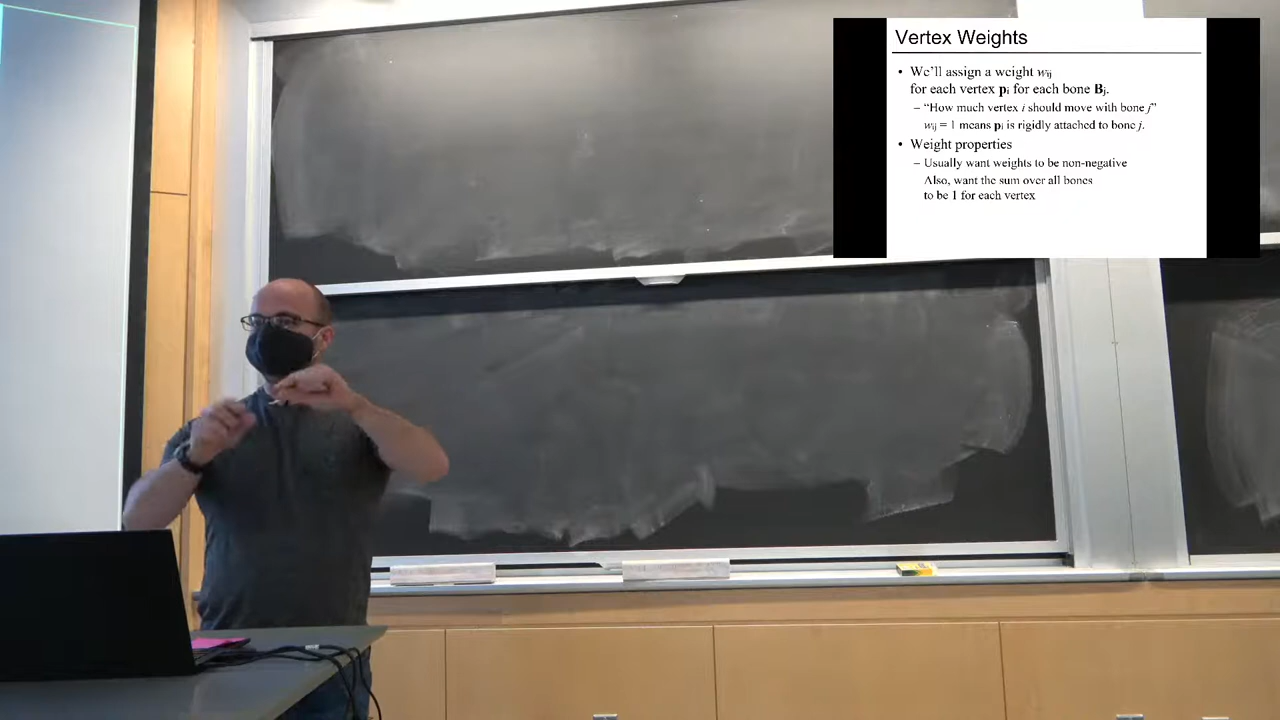 Vertex Weights
• We'll assign a weight wij
for each vertex pi for each bone Bj.
– "How much vertex i should move with bone j"
wij = 1 means pi is rigidly attached to bone j.
• Weight properties
– Usually want weights to be non-negative
Also, want the sum over all bones
to be 1 for each vertex